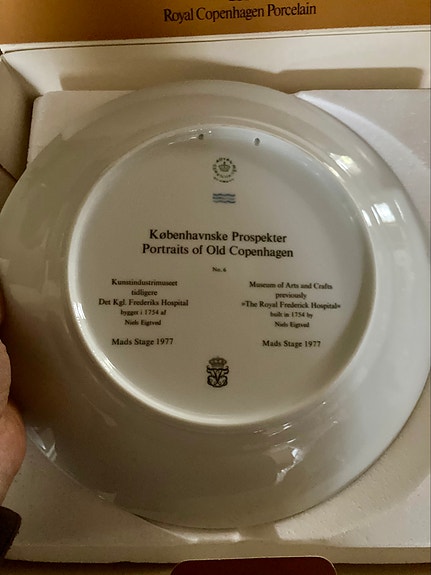 Royal Copenhagen Porcelain
Københavnske Prospekter
Portraits of Old Copenhagen
No. 6
Kunstindustrimuseet
tidligere
Det Kgl. Frederiks Hospital
bygget i 1754 af
Niels Eigtved
Mads Stage 1977
Museum of Arts and Crafts
previously
»The Royal Frederick Hospital«
built in 1754 by
Niels Eigtved
Mads Stage 1977